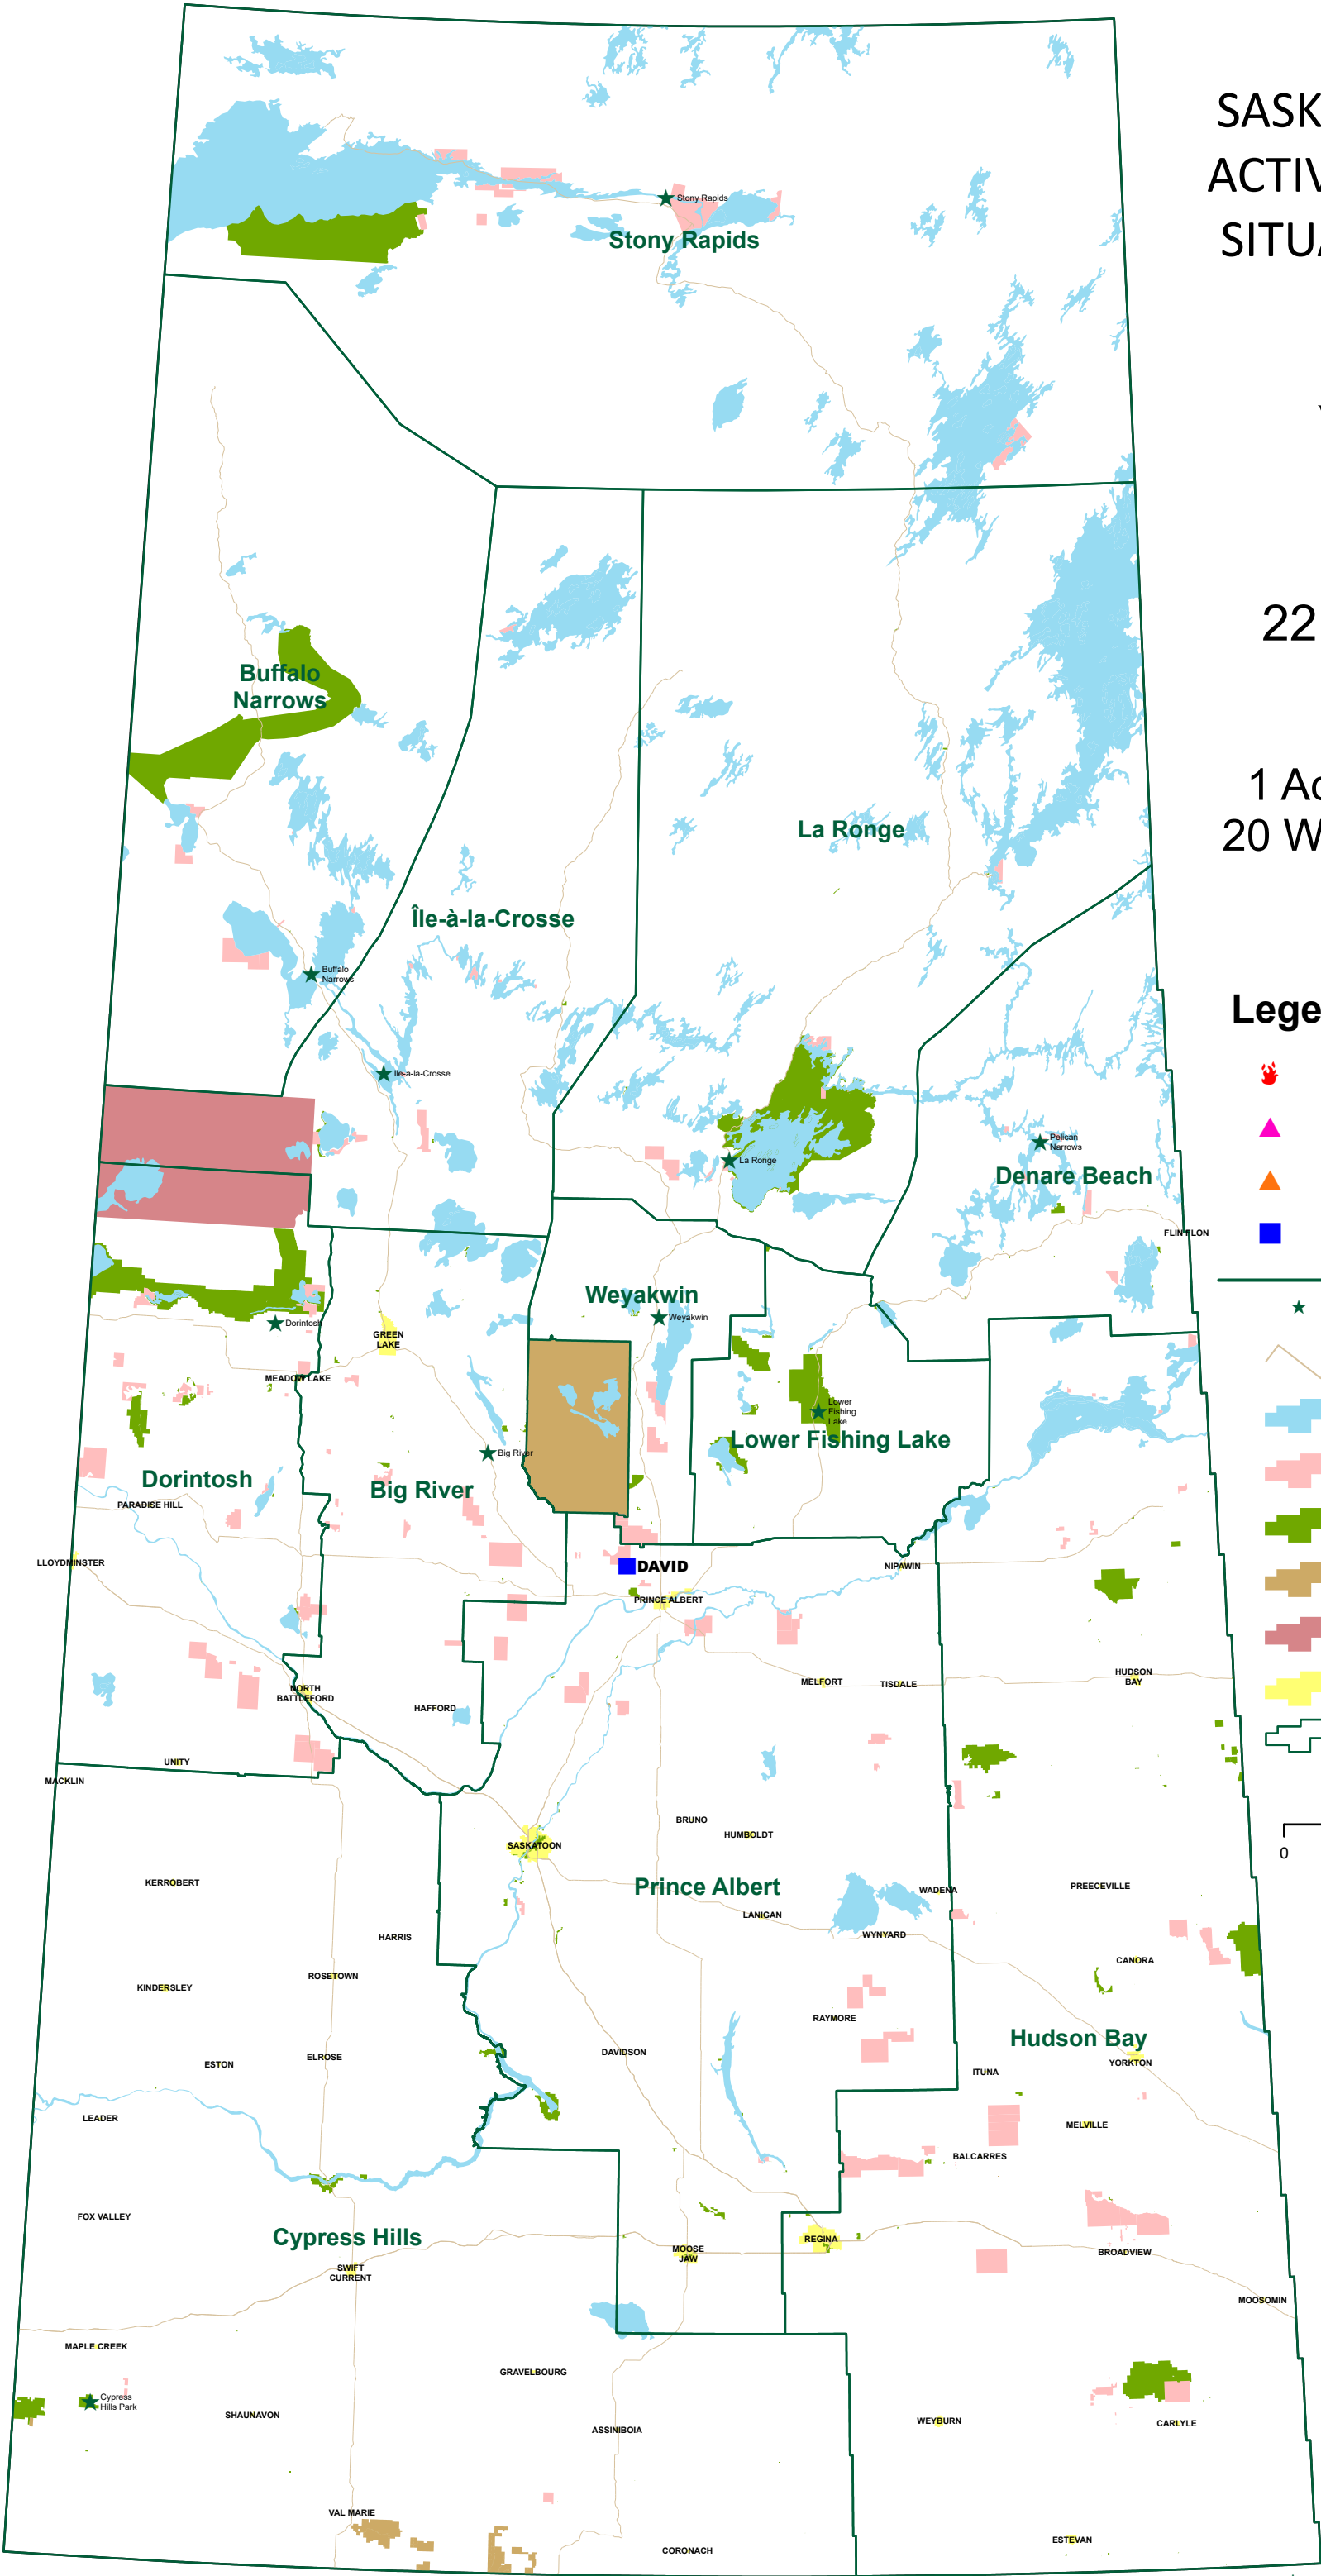 SASK
ACTIV
SITUA
Stony Rapids
Stony Rapids
22
Buffalo
Narrows
1 Ac
20 W
La Ronge
Île-à-la-Crosse
Buffalo
Narrows
Lege
Ile-a-la-Crosse
Pelican
Narrows
La Ronge
Denare Beach
FLIN FLON
Weyakwin
Weyakwin
Dorintosh
GREEN
LAKE
MEADOW LAKE
Lower
Fishing
Lake
Lower Fishing Lake
Big River
Dorintosh
Big River
PARADISE HILL
LLOYDMINSTER
DAVID
NIPAWIN
PRINCE ALBERT
HUDSON
BAY
MELFORT
TISDALE
NORTH
BATTLEFORD
HAFFORD
UNITY
MACKLIN
BRUNO
HUMBOLDT
SASKATOON
0
KERROBERT
Prince Albert
WADENA
PREECEVILLE
LANIGAN
HARRIS
WYNYARD
CANORA
ROSETOWN
KINDERSLEY
RAYMORE
Hudson Bay
DAVIDSON
ELROSE
ESTON
YORKTON
ITUNA
LEADER
MELVILLE
BALCARRES
FOX VALLEY
Cypress Hills
REGINA
MOOSE
JAW
BROADVIEW
SWIFT
CURRENT
MOOSOMIN
MAPLE CREEK
GRAVELBOURG
Cypress
Hills Park
SHAUNAVON
WEYBURN
CARLYLE
ASSINIBOIA
VAL MARIE
ESTEVAN
CORONACH